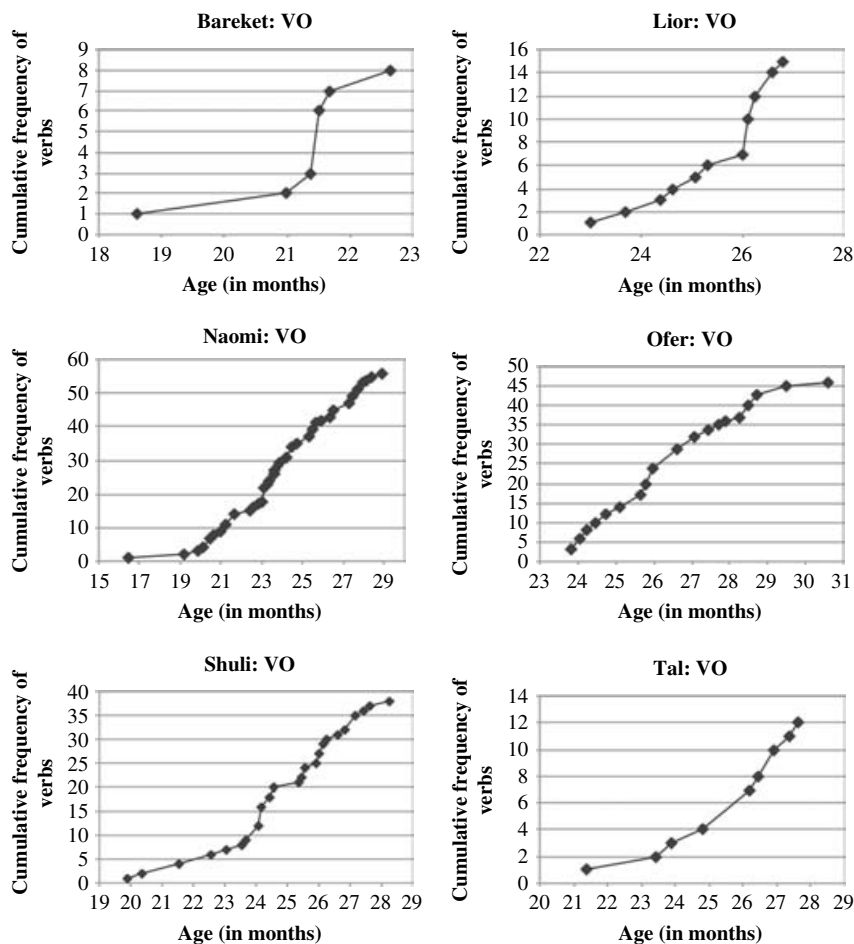 Bareket: VO
Cumulative frequency of
verbs
9
8
7
6
5
4
3
2
1
0
18 19 20 21 22 23
Age (in months)
Lior: VO
Cumulative frequency of
verbs
16
14
12
10
8
6
4
2
0
22 24 26 28
Age (in months)
Naomi: VO
Cumulative frequency of
verbs
60
50
40
30
20
10
0
15 17 19 21 23 25 27 29
Age (in months)
Ofer: VO
Cumulative frequency of
verbs
50
45
40
35
30
25
20
15
10
5
0
23 24 25 26 27 28 29 30 31
Age (in months)
Shuli: VO
Cumulative frequency of
verbs
40
35
30
25
20
15
10
5
0
19 20 21 22 23 24 25 26 27 28 29
Age (in months)
Tal: VO
Cumulative frequency of
verbs
14
12
10
8
6
4
2
0
20 21 22 23 24 25 26 27 28 29
Age (in months)